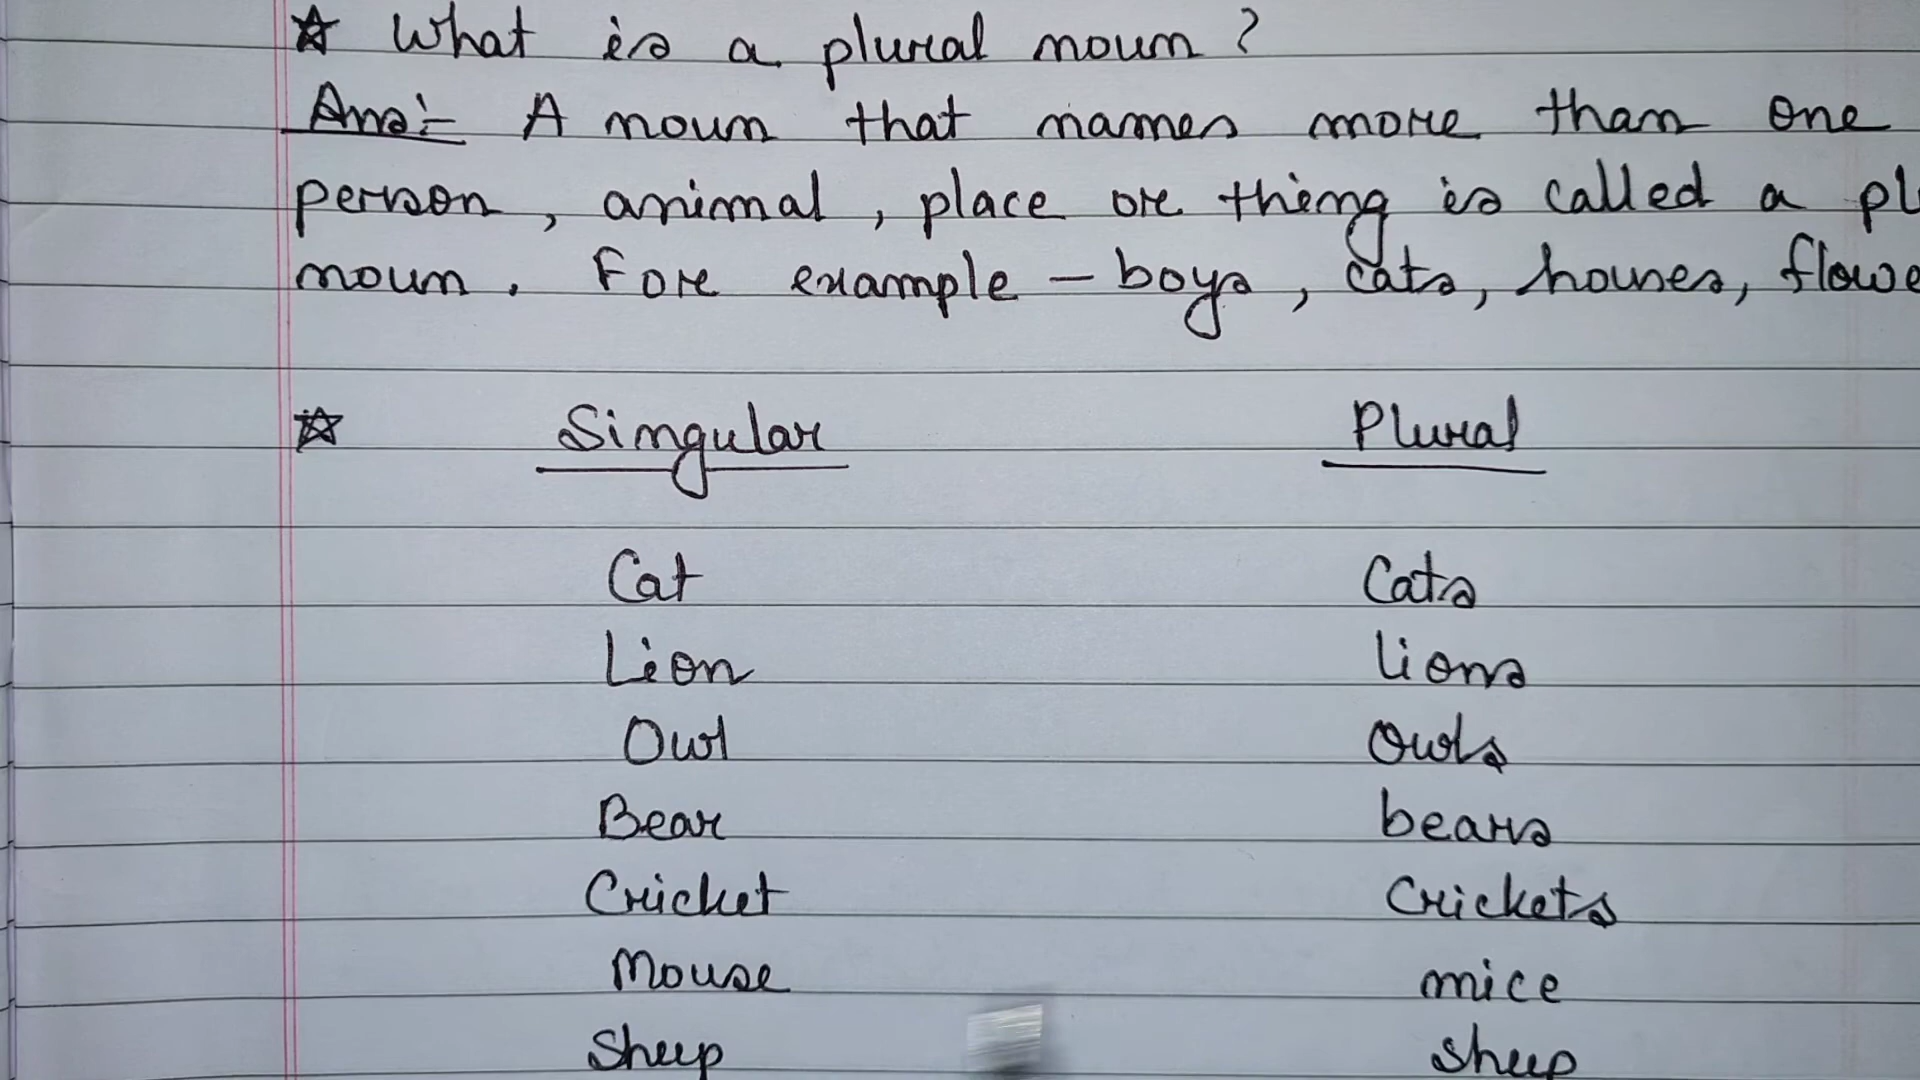 ☆ What is a plural noun?
Ans:- A noun that names more than one
person, animal, place or thing is called a pl
noun. For example - boys, cats, houses, flowe
☆ Singular Plural
Cat Cats
Lion lions
Owl Owls
Bear bears
Cricket Crickets
Mouse mice
Sheep sheep